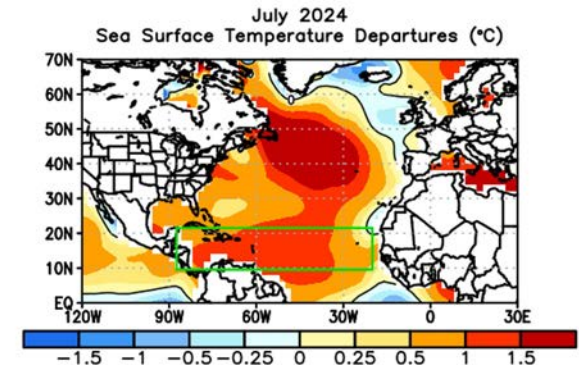 July 2024
Sea Surface Temperature Departures (°C)
70N
60N
50N
40N
30N
20N
10N
EQ
120W 90W 60W 30W 0 30E
−1.5 −1 −0.5 −0.25 0 0.25 0.5 1 1.5